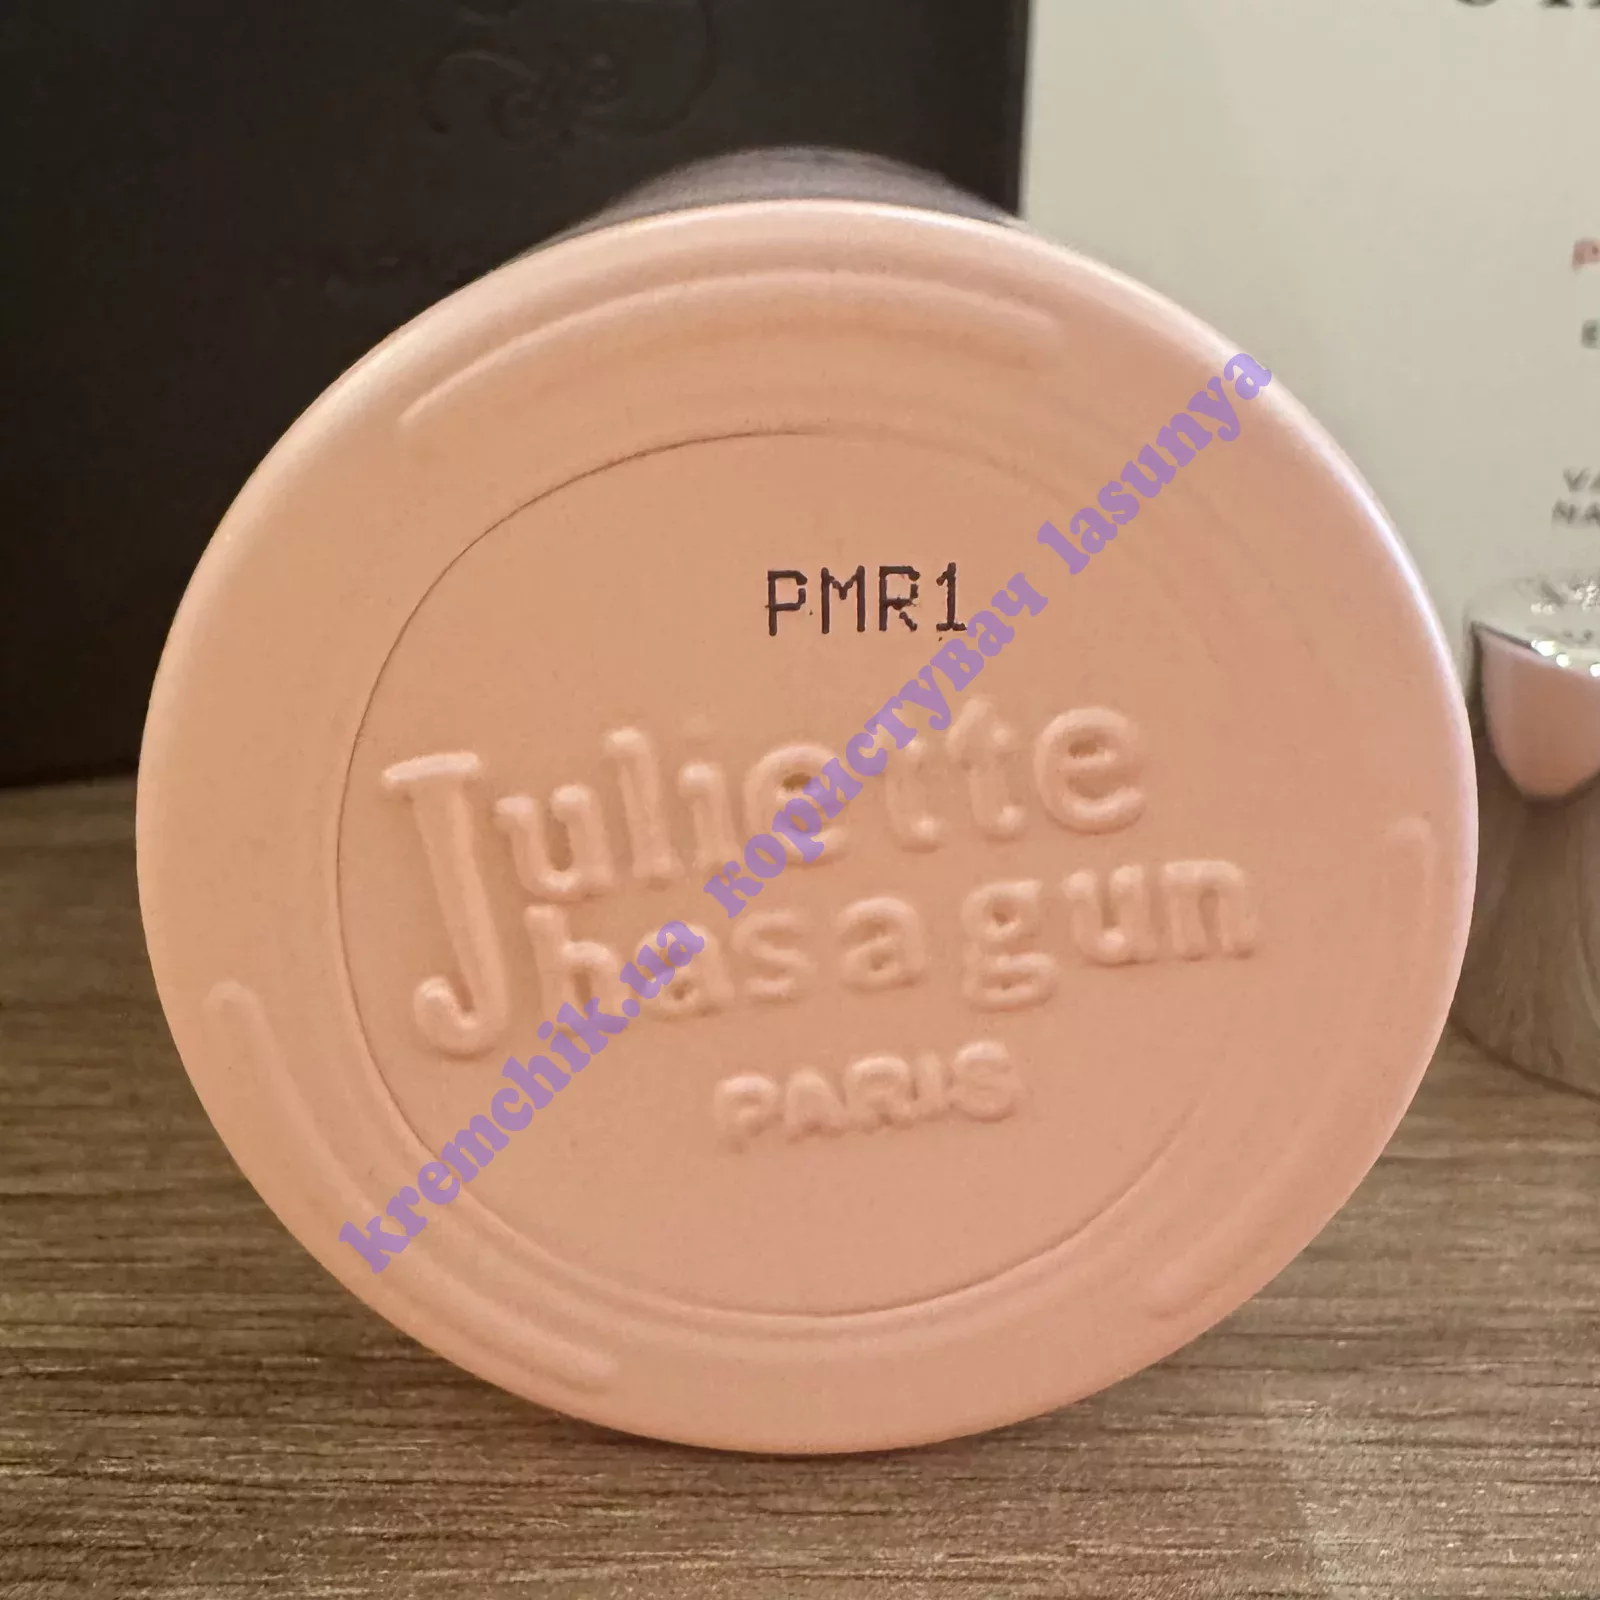 PMR1
Juliette
has a gun
PARIS
kremchik.ua користувач lasunya